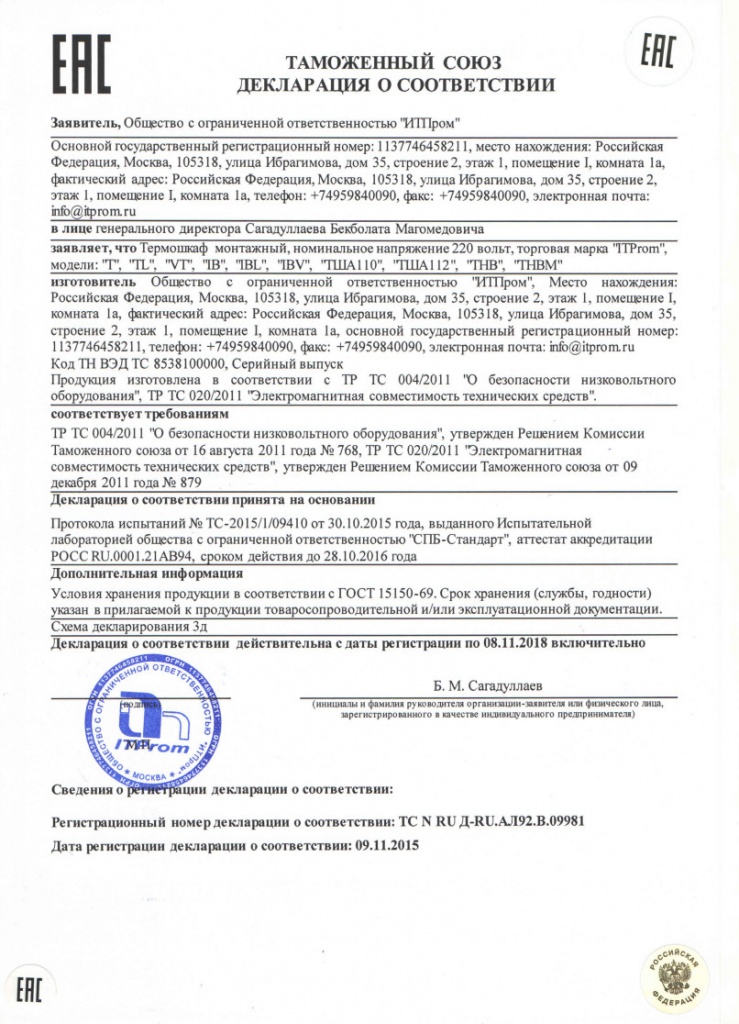 EAC
EAC
ТАМОЖЕННЫЙ СОЮЗ
ДЕКЛАРАЦИЯ О СООТВЕТСТВИИ
Заявитель, Общество с ограниченной ответственностью "ИТПром"
Основной государственный регистрационный номер: 1137746458211, место нахождения: Российская
Федерация, Москва, 105318, улица Ибрагимова, дом 35, строение 2, этаж 1, помещение I, комната 1а,
фактический адрес: Российская Федерация, Москва, 105318, улица Ибрагимова, дом 35, строение 2,
этаж 1, помещение I, комната 1а, телефон: +74959840090, факс: +74959840090, электронная почта:
info@itprom.ru
в лице генерального директора Сагадуллаева Бекболата Магомедовича
заявляет, что Термошкаф монтажный, номинальное напряжение 220 вольт, торговая марка "ITProm",
модели: "T", "TL", "VT", "IB", "IBL", "IBV", "ТША110", "ТША112", "ТНВ", "ТНВМ"
изготовитель Общество с ограниченной ответственностью "ИТПром", Место нахождения:
Российская Федерация, Москва, 105318, улица Ибрагимова, дом 35, строение 2, этаж 1, помещение I,
комната 1а, фактический адрес: Российская Федерация, Москва, 105318, улица Ибрагимова, дом 35,
строение 2, этаж 1, помещение I, комната 1а, основной государственный регистрационный номер:
1137746458211, телефон: +74959840090, факс: +74959840090, электронная почта: info@itprom.ru
Код ТН ВЭД ТС 8538100000, Серийный выпуск
Продукция изготовлена в соответствии с ТР ТС 004/2011 "О безопасности низковольтного
оборудования", ТР ТС 020/2011 "Электромагнитная совместимость технических средств".
соответствует требованиям
ТР ТС 004/2011 "О безопасности низковольтного оборудования", утвержден Решением Комиссии
Таможенного союза от 16 августа 2011 года № 768, ТР ТС 020/2011 "Электромагнитная
совместимость технических средств", утвержден Решением Комиссии Таможенного союза от 09
декабря 2011 года № 879
Декларация о соответствии принята на основании
Протокола испытаний № ТС-2015/1/09410 от 30.10.2015 года, выданного Испытательной
лабораторией общества с ограниченной ответственностью "СПБ-Стандарт", аттестат аккредитации
РОСС RU.0001.21АВ94, сроком действия до 28.10.2016 года
Дополнительная информация
Условия хранения продукции в соответствии с ГОСТ 15150-69. Срок хранения (службы, годности)
указан в прилагаемой к продукции товаросопроводительной и/или эксплуатационной документации.
Схема декларирования 3д
Декларация о соответствии действительна с даты регистрации по 08.11.2018 включительно
Б. М. Сагадуллаев
(подпись)
(инициалы и фамилия руководителя организации-заявителя или физического лица,
зарегистрированного в качестве индивидуального предпринимателя)
М.П.
ОГРН 1137746458211
ОБЩЕСТВО С ОГРАНИЧЕННОЙ ОТВЕТСТВЕННОСТЬЮ "ИТПром"
ITProm
МОСКВА
Сведения о регистрации декларации о соответствии:
Регистрационный номер декларации о соответствии: ТС N RU Д-RU.АЛ92.В.09981
Дата регистрации декларации о соответствии: 09.11.2015
EAC
РОССИЙСКАЯ
ФЕДЕРАЦИЯ